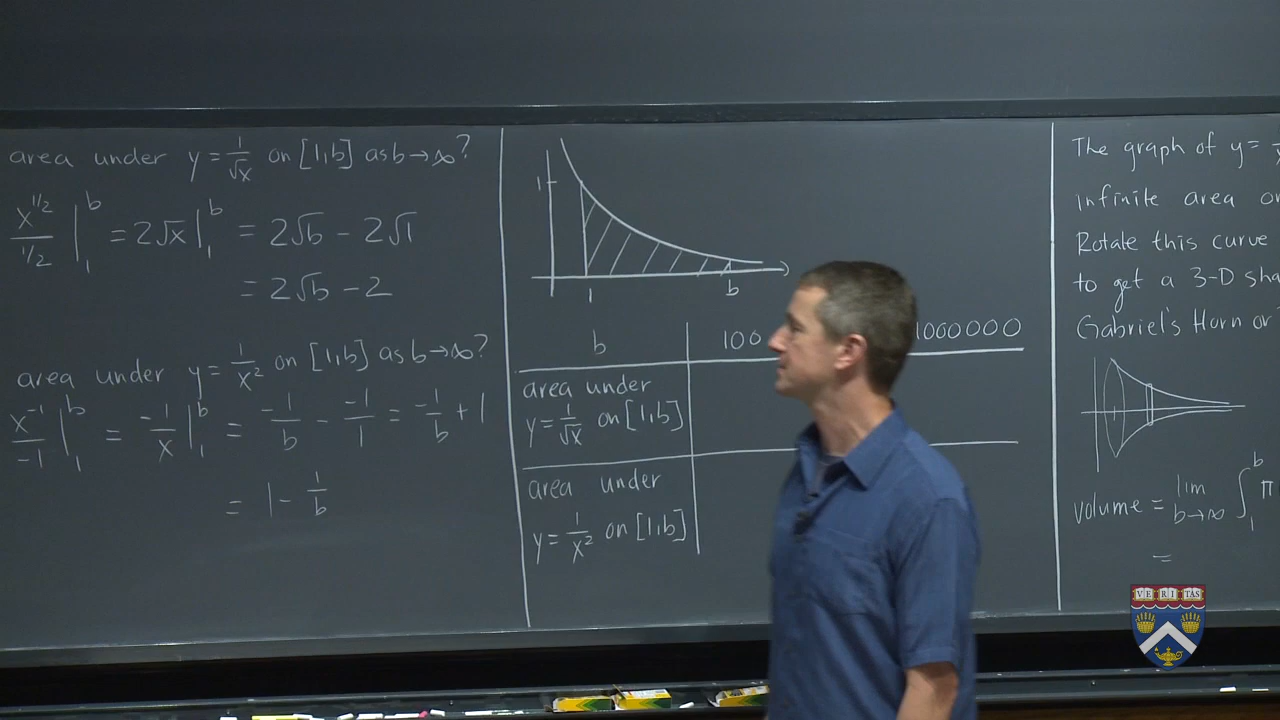 area under y = 1/√x on [1,b] as b→∞?
x^1/2 / 1/2 |₁ᵇ = 2√x |₁ᵇ = 2√b − 2√1
= 2√b − 2
area under y = 1/x² on [1,b] as b→∞?
x⁻¹/−1 |₁ᵇ = −1/x |₁ᵇ = −1/b − −1/1 = −1/b + 1
= 1 − 1/b
1
1 b
b 100 1000000
area under
y = 1/√x on [1,b]
area under
y = 1/x² on [1,b]
The graph of y =
Infinite area
Rotate this curve
to get a 3-D
Gabriel's Horn or
volume = lim b→∞ ∫₁ᵇ π
=
VE RI TAS